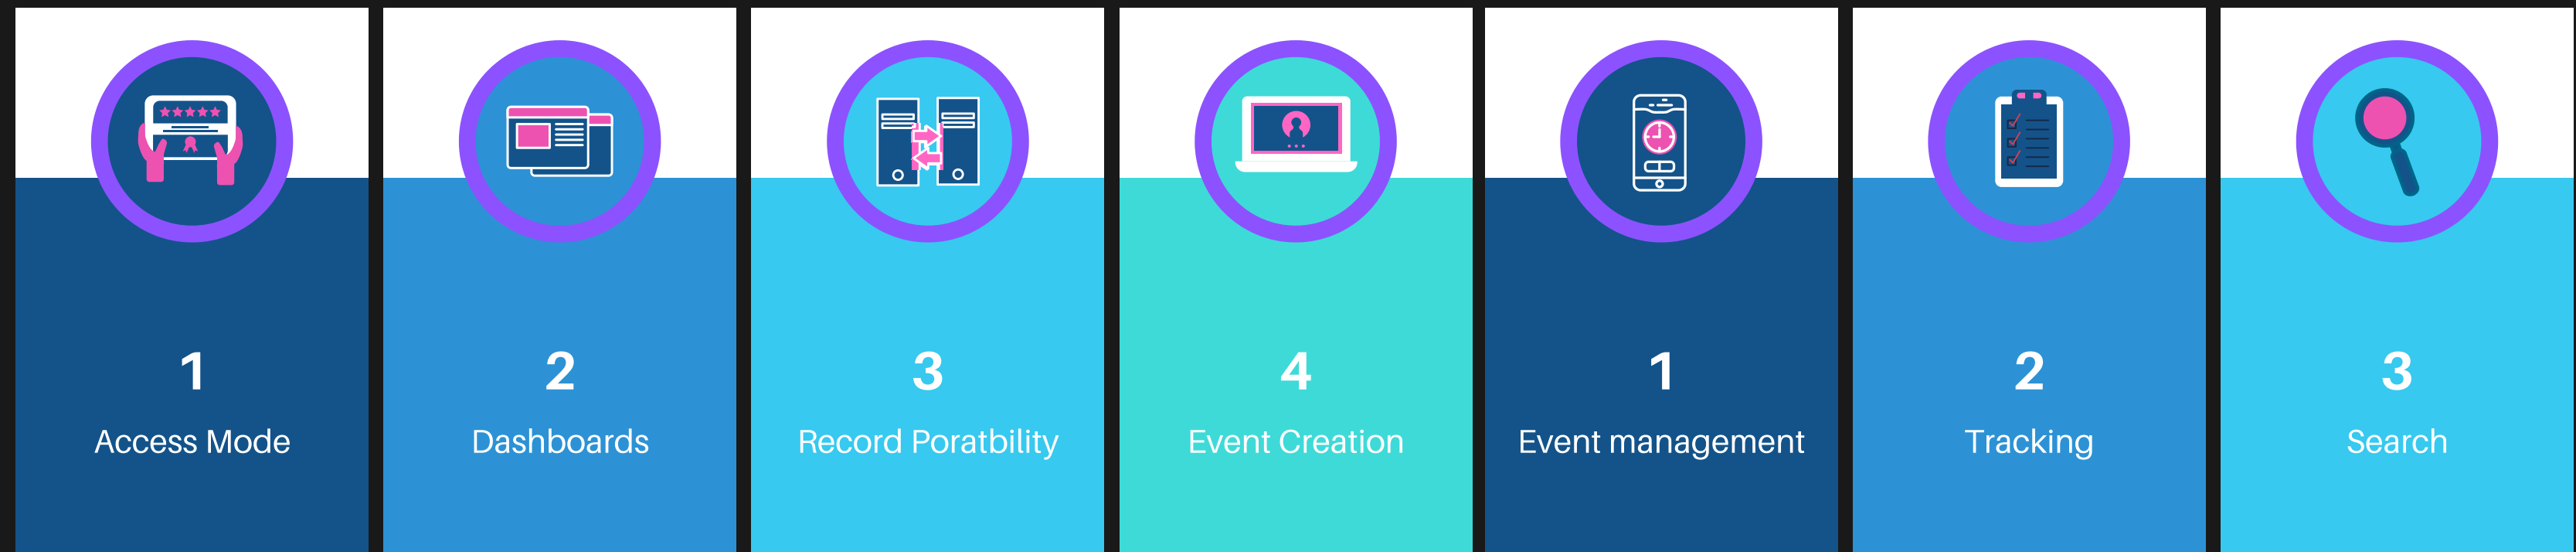 1
Access Mode
2
Dashboards
3
Record Poratbility
4
Event Creation
1
Event management
2
Tracking
3
Search